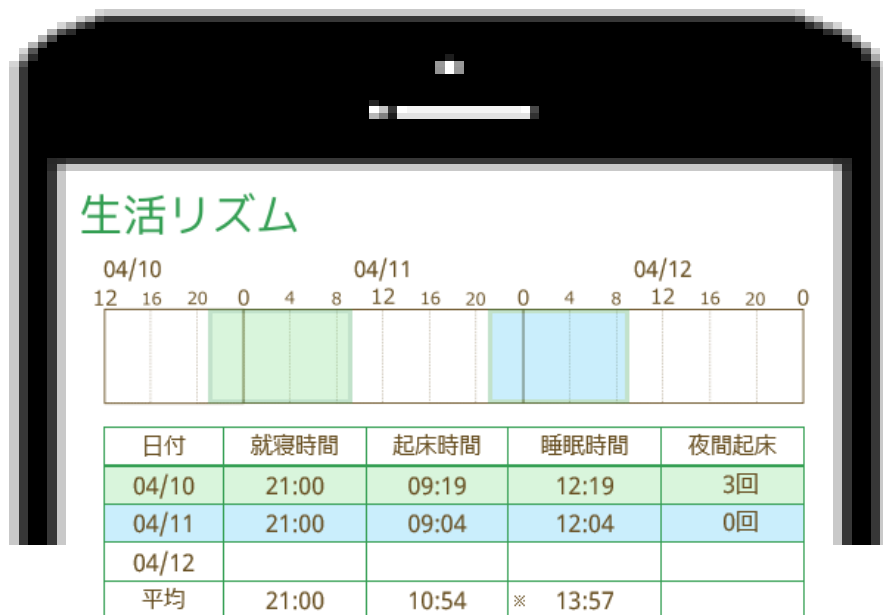 生活リズム
04/10 04/11 04/12
12 16 20 0 4 8 12 16 20 0 4 8 12 16 20 0
日付 就寝時間 起床時間 睡眠時間 夜間起床
04/10 21:00 09:19 12:19 3回
04/11 21:00 09:04 12:04 0回
04/12
平均 21:00 10:54 ※ 13:57